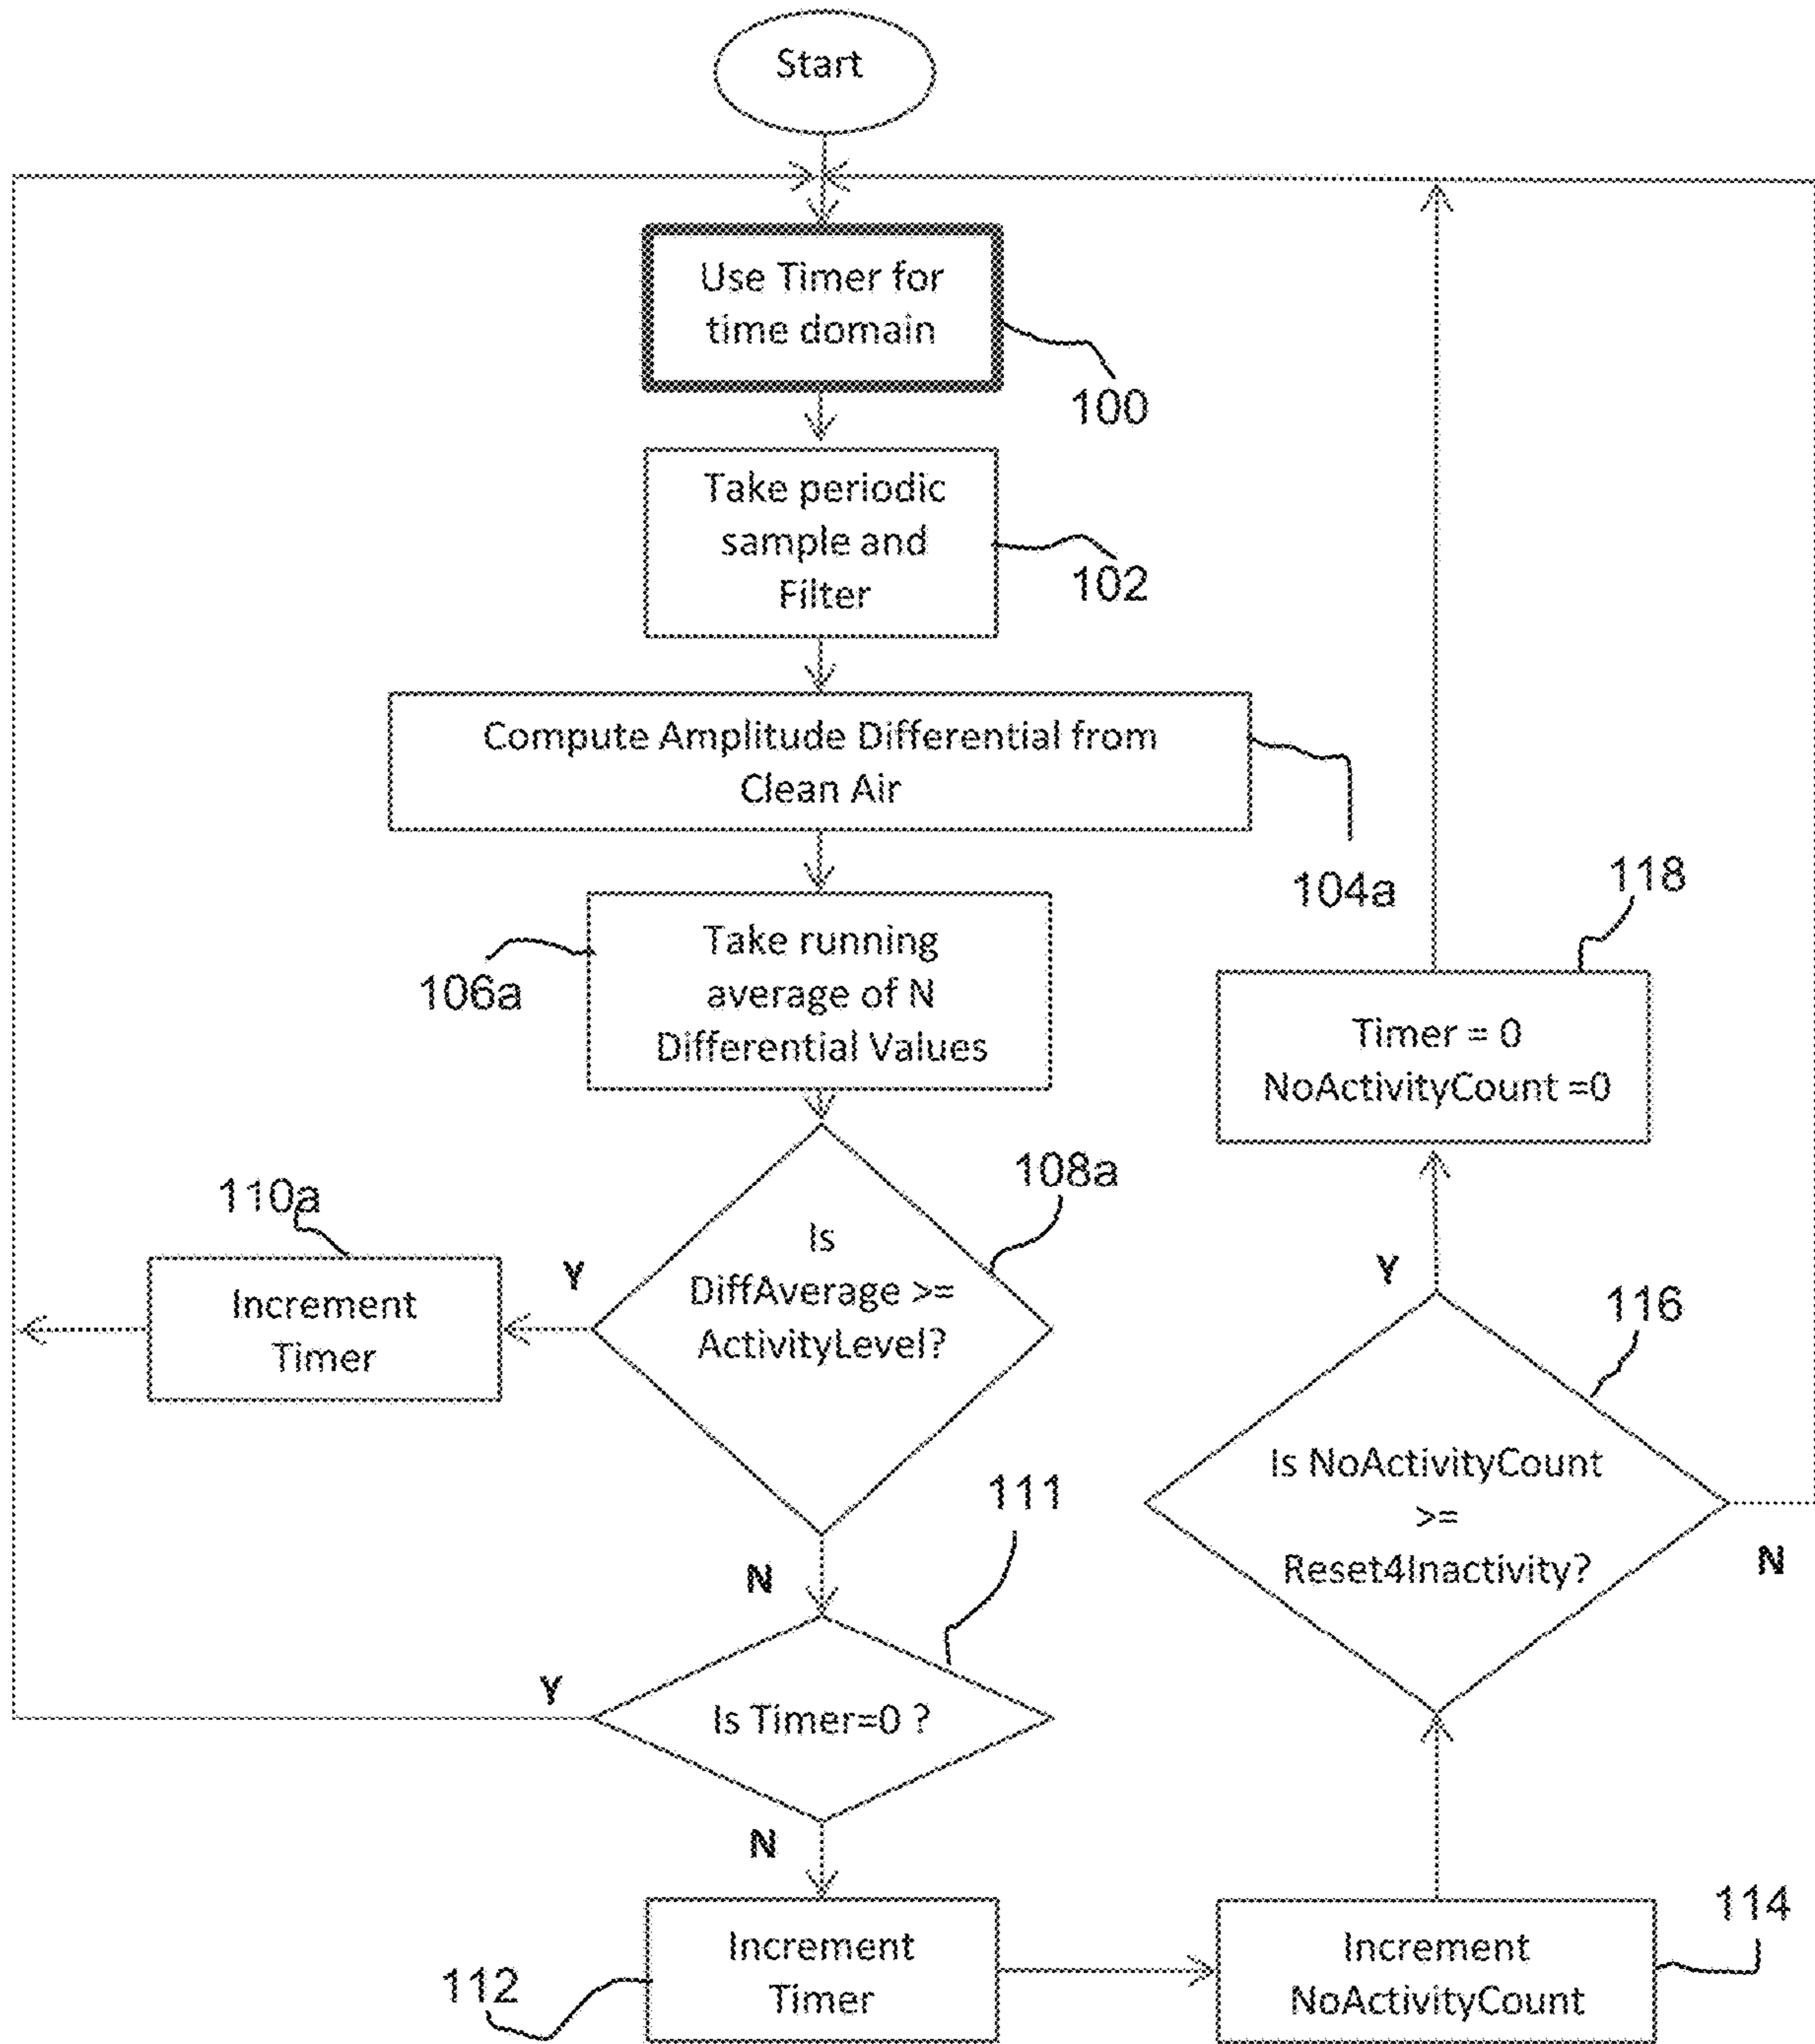 Start
Use Timer for
time domain
100
Take periodic
sample and
Filter
102
Compute Amplitude Differential from
Clean Air
104a
Take running
average of N
Differential Values
106a
118
Timer = 0
NoActivityCount =0
108a
Is
DiffAverage >=
ActivityLevel?
110a
Y
Increment
Timer
Y
116
Is NoActivityCount
>=
Reset4Inactivity?
N
N
111
Y
Is Timer=0 ?
N
Increment
Timer
112
Increment
NoActivityCount
114